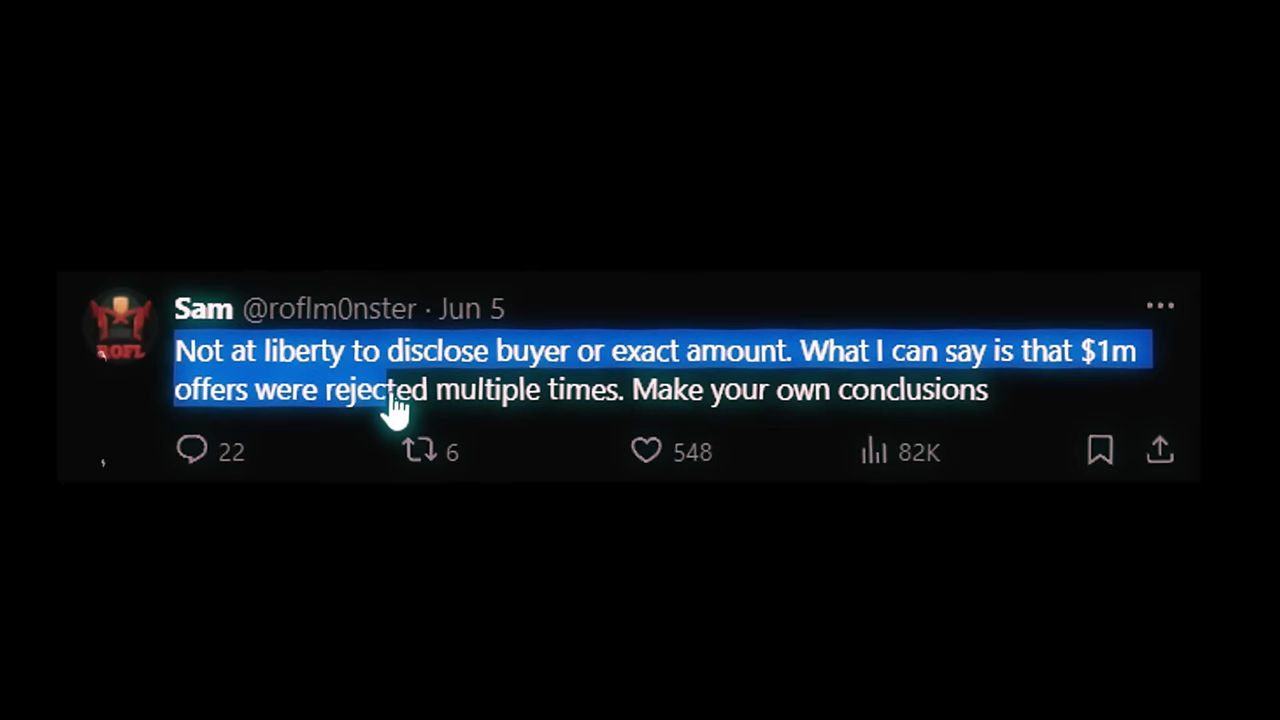 Sam @roflm0nster · Jun 5
Not at liberty to disclose buyer or exact amount. What I can say is that $1m
offers were rejected multiple times. Make your own conclusions
22 6 548 82K
ROFL